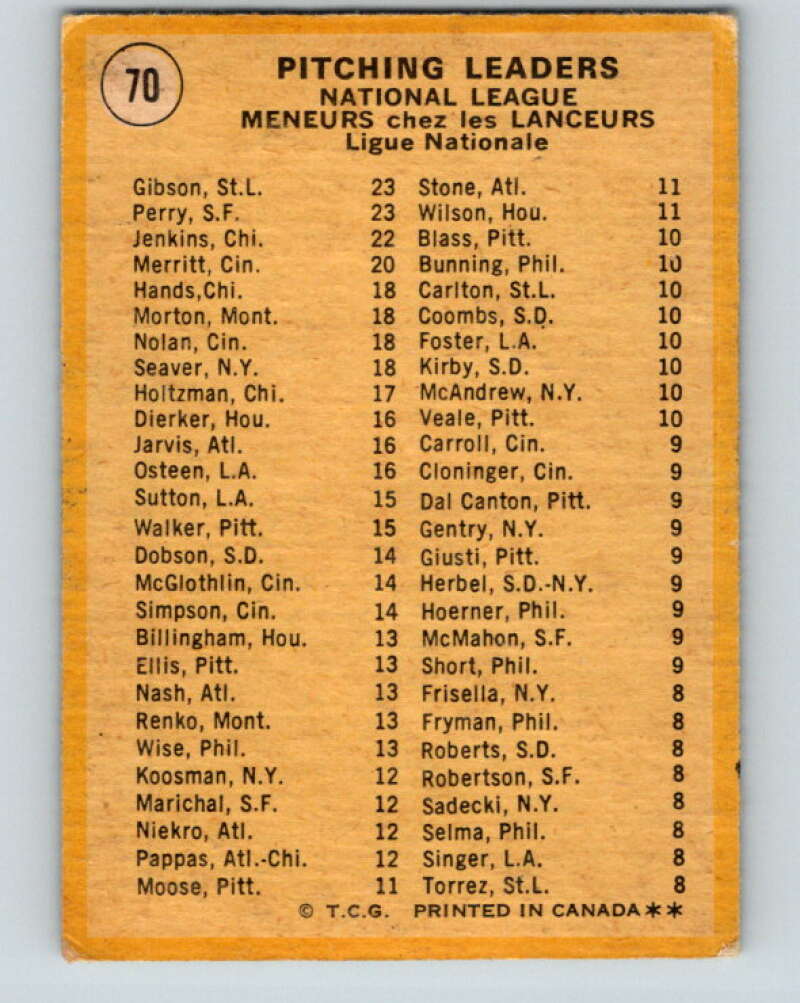 70
PITCHING LEADERS
NATIONAL LEAGUE
MENEURS chez les LANCEURS
Ligue Nationale
Gibson, St.L. 23
Perry, S.F. 23
Jenkins, Chi. 22
Merritt, Cin. 20
Hands,Chi. 18
Morton, Mont. 18
Nolan, Cin. 18
Seaver, N.Y. 18
Holtzman, Chi. 17
Dierker, Hou. 16
Jarvis, Atl. 16
Osteen, L.A. 16
Sutton, L.A. 15
Walker, Pitt. 15
Dobson, S.D. 14
McGlothlin, Cin. 14
Simpson, Cin. 14
Billingham, Hou. 13
Ellis, Pitt. 13
Nash, Atl. 13
Renko, Mont. 13
Wise, Phil. 13
Koosman, N.Y. 12
Marichal, S.F. 12
Niekro, Atl. 12
Pappas, Atl.-Chi. 12
Moose, Pitt. 11
Stone, Atl. 11
Wilson, Hou. 11
Blass, Pitt. 10
Bunning, Phil. 10
Carlton, St.L. 10
Coombs, S.D. 10
Foster, L.A. 10
Kirby, S.D. 10
McAndrew, N.Y. 10
Veale, Pitt. 10
Carroll, Cin. 9
Cloninger, Cin. 9
Dal Canton, Pitt. 9
Gentry, N.Y. 9
Giusti, Pitt. 9
Herbel, S.D.-N.Y. 9
Hoerner, Phil. 9
McMahon, S.F. 9
Short, Phil. 9
Frisella, N.Y. 8
Fryman, Phil. 8
Roberts, S.D. 8
Robertson, S.F. 8
Sadecki, N.Y. 8
Selma, Phil. 8
Singer, L.A. 8
Torrez, St.L. 8
© T.C.G. PRINTED IN CANADA**